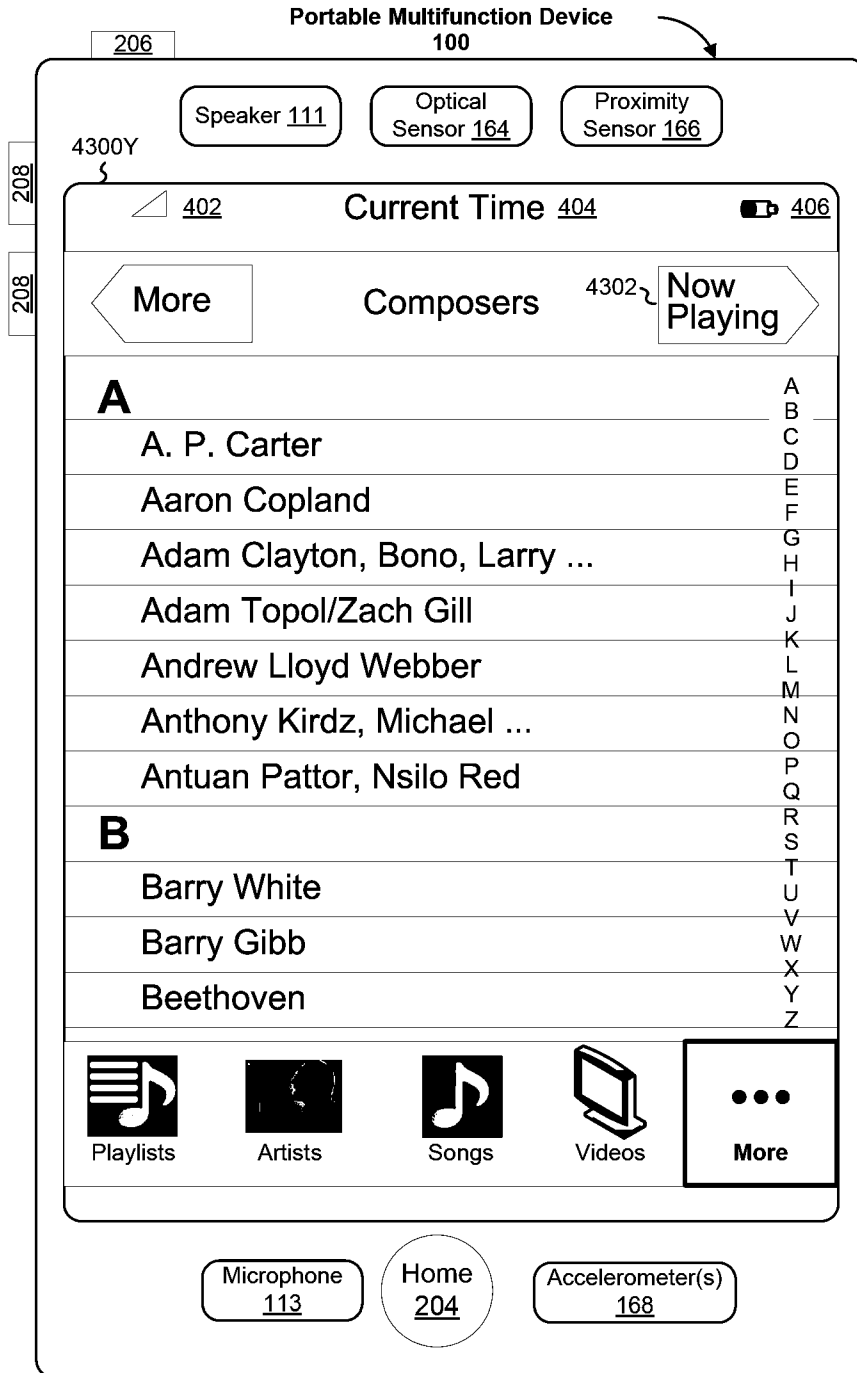 Portable Multifunction Device
100
206
Speaker 111
Optical
Sensor 164
Proximity
Sensor 166
4300Y
208
208
402
Current Time 404
406
More
Composers
4302
Now
Playing
A
A. P. Carter
Aaron Copland
Adam Clayton, Bono, Larry ...
Adam Topol/Zach Gill
Andrew Lloyd Webber
Anthony Kirdz, Michael ...
Antuan Pattor, Nsilo Red
B
Barry White
Barry Gibb
Beethoven
A
B
C
D
E
F
G
H
I
J
K
L
M
N
O
P
Q
R
S
T
U
V
W
X
Y
Z
Playlists
Artists
Songs
Videos
More
Microphone
113
Home
204
Accelerometer(s)
168